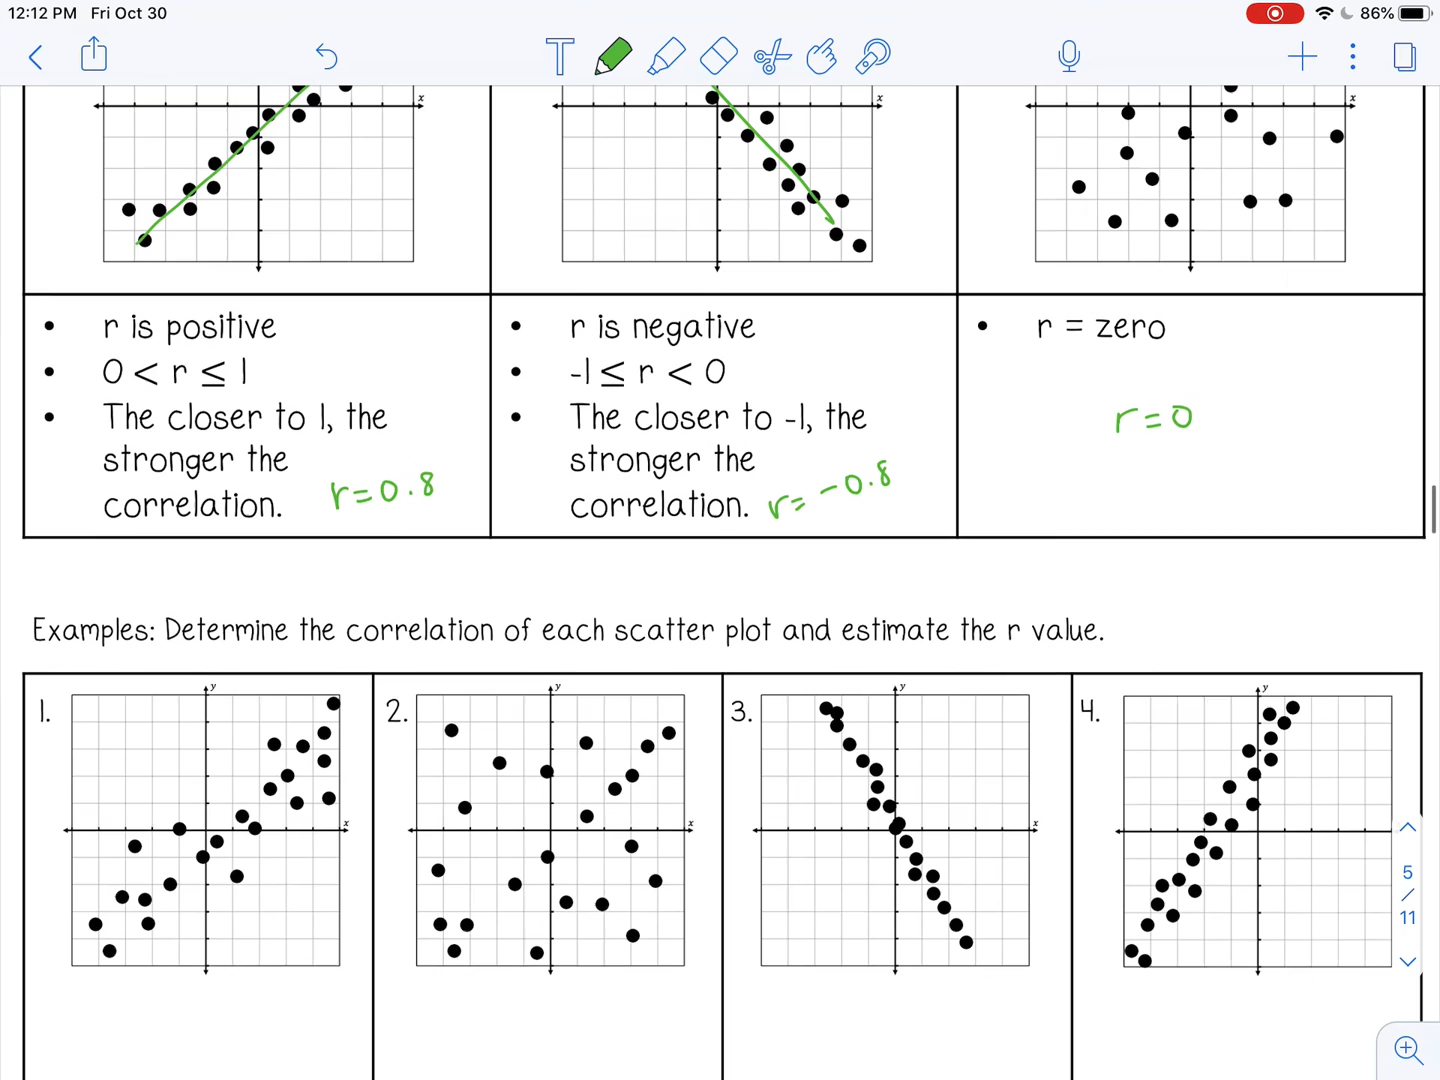 12:12 PM Fri Oct 30
86%
T
x
x
x
• r is positive
• 0 < r ≤ 1
• The closer to 1, the
stronger the
correlation.
r=0.8
• r is negative
• -1 ≤ r < 0
• The closer to -1, the
stronger the
correlation.
r= -0.8
• r = zero
r=0
Examples: Determine the correlation of each scatter plot and estimate the r value.
1.
y
x
2.
y
x
3.
y
x
4.
y
5
/
11